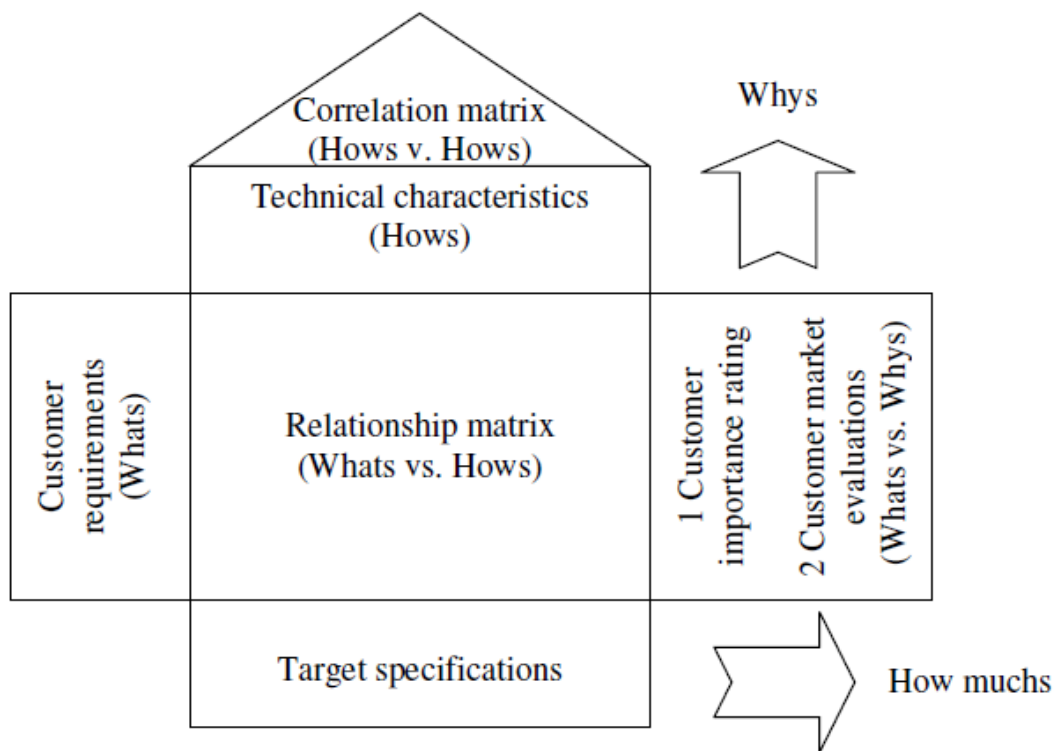 Correlation matrix
(Hows v. Hows)
Whys
Technical characteristics
(Hows)
Customer
requirements
(Whats)
Relationship matrix
(Whats vs. Hows)
1 Customer
importance rating
2 Customer market
evaluations
(Whats vs. Whys)
Target specifications
How muchs